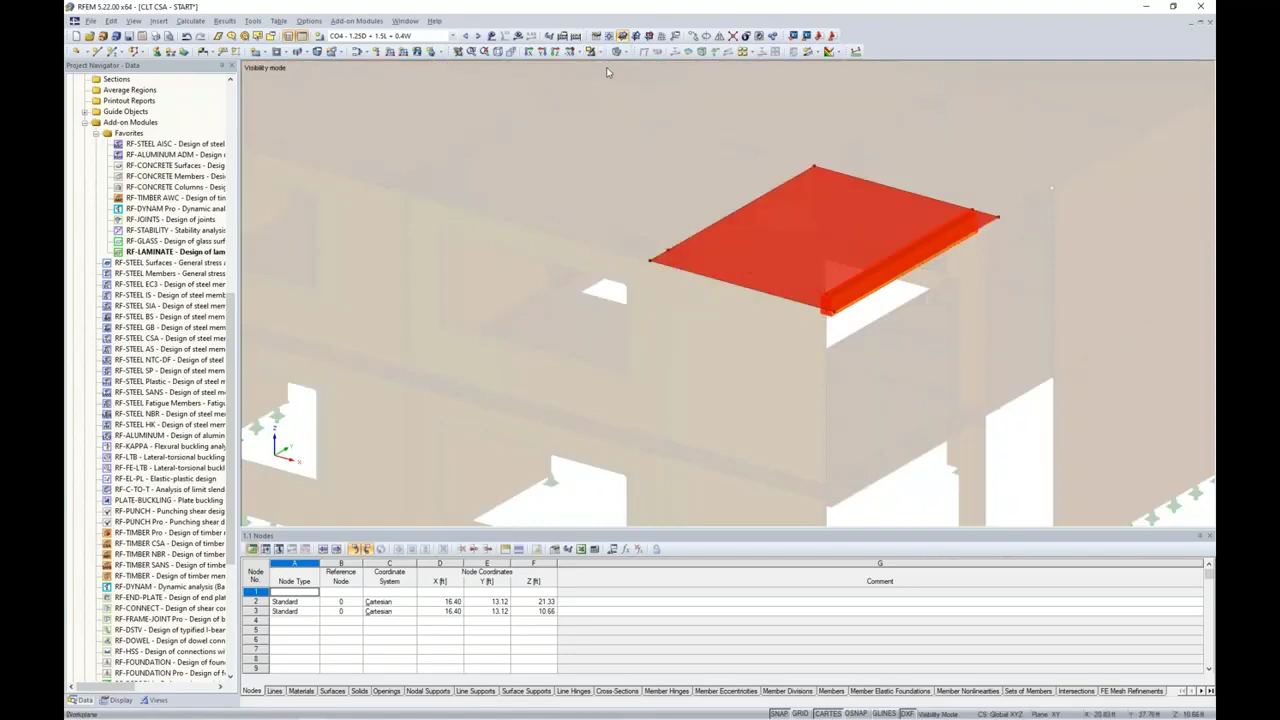 RFEM 5.22.00 x64 - [CLT CSA - START*]
File Edit View Insert Calculate Results Tools Table Options Add-on Modules Window Help
CO4 - 1.25D + 1.5L + 0.4W
Project Navigator - Data
Visibility mode
Sections
Average Regions
Printout Reports
Guide Objects
Add-on Modules
Favorites
RF-STEEL AISC - Design of steel
RF-ALUMINUM ADM - Design
RF-CONCRETE Surfaces - Desig
RF-CONCRETE Members - Desig
RF-CONCRETE Columns - Desig
RF-TIMBER AWC - Design of tin
RF-DYNAM Pro - Dynamic anal
RF-JOINTS - Design of joints
RF-STABILITY - Stability analys
RF-GLASS - Design of glass surf
RF-LAMINATE - Design of lam
RF-STEEL Surfaces - General stress
RF-STEEL Members - General stress
RF-STEEL EC3 - Design of steel mem
RF-STEEL IS - Design of steel memb
RF-STEEL SIA - Design of steel mem
RF-STEEL BS - Design of steel mem
RF-STEEL GB - Design of steel mem
RF-STEEL CSA - Design of steel mem
RF-STEEL AS - Design of steel mem
RF-STEEL NTC-DF - Design of steel
RF-STEEL SP - Design of steel mem
RF-STEEL Plastic - Design of steel m
RF-STEEL SANS - Design of steel m
RF-STEEL Fatigue Members - Fatigu
RF-STEEL NBR - Design of steel me
RF-STEEL HK - Design of steel mem
RF-ALUMINUM - Design of alumin
RF-KAPPA - Flexural buckling analy
RF-LTB - Lateral-torsional buckling
RF-FE-LTB - Lateral-torsional buckl
RF-EL-PL - Elastic-plastic design
RF-C-TO-T - Analysis of limit slend
PLATE-BUCKLING - Plate buckling
RF-PUNCH - Punching shear desig
RF-PUNCH Pro - Punching shear d
RF-TIMBER Pro - Design of timber
RF-TIMBER CSA - Design of timber
RF-TIMBER NBR - Design of timber
RF-TIMBER SANS - Design of timb
RF-TIMBER - Design of timber mem
RF-DYNAM - Dynamic analysis (Ba
RF-END-PLATE - Design of end plat
RF-CONNECT - Design of shear co
RF-FRAME-JOINT Pro - Design of b
RF-DSTV - Design of typified I-bear
RF-DOWEL - Design of dowel conn
RF-HSS - Design of connections wi
RF-FOUNDATION - Design of foun
RF-FOUNDATION Pro - Design of f
Data Display Views
Z Y X
1.1 Nodes
A B C D E F G
Node No. Node Type Reference Node Coordinate System Node Coordinates X [ft] Y [ft] Z [ft] Comment
1
2 Standard 0 Cartesian 16.40 13.12 21.33
3 Standard 0 Cartesian 16.40 13.12 10.66
4
5
6
7
8
9
Nodes Lines Materials Surfaces Solids Openings Nodal Supports Line Supports Surface Supports Line Hinges Cross-Sections Member Hinges Member Eccentricities Member Divisions Members Member Elastic Foundations Member Nonlinearities Sets of Members Intersections FE Mesh Refinements
Workplane SNAP GRID CARTES OSNAP GLINES DXF Visibility Mode CS: Global XYZ Plane: XY